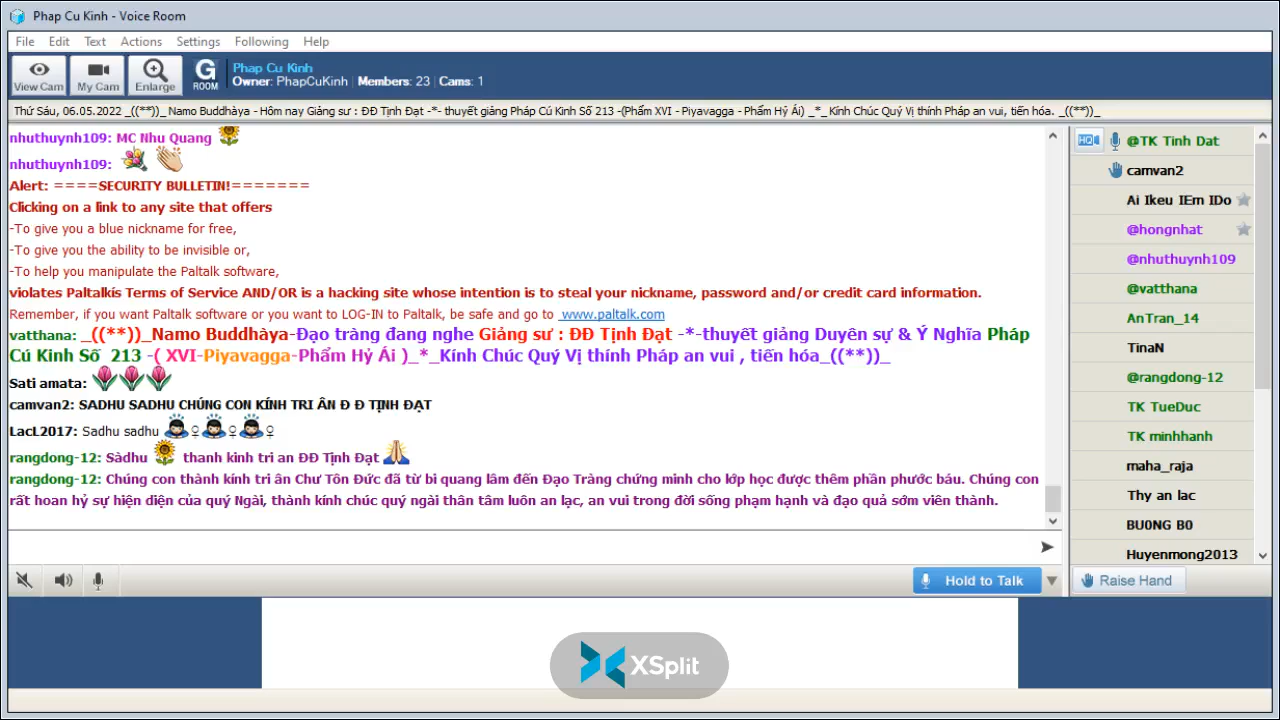 Phap Cu Kinh - Voice Room
File Edit Text Actions Settings Following Help
View Cam My Cam Enlarge G ROOM
Phap Cu Kinh
Owner: PhapCuKinh | Members: 23 | Cams: 1
Thứ Sáu, 06.05.2022 _((**))_ Namo Buddhàya - Hôm nay Giảng sư : ĐĐ Tịnh Đạt -*- thuyết giảng Pháp Cú Kinh Số 213 -(Phẩm XVI - Piyavagga - Phẩm Hỷ Ái) _*_ Kính Chúc Quý Vị thính Pháp an vui, tiến hóa. _((**))_
nhuthuynh109: MC Nhu Quang
nhuthuynh109:
Alert: ====SECURITY BULLETIN!=======
Clicking on a link to any site that offers
-To give you a blue nickname for free,
-To give you the ability to be invisible or,
-To help you manipulate the Paltalk software,
violates Paltalkís Terms of Service AND/OR is a hacking site whose intention is to steal your nickname, password and/or credit card information.
Remember, if you want Paltalk software or you want to LOG-IN to Paltalk, be safe and go to www.paltalk.com
vatthana: _((**))_Namo Buddhàya-Đạo tràng đang nghe Giảng sư : ĐĐ Tịnh Đạt -*-thuyết giảng Duyên sự & Ý Nghĩa Pháp
Cú Kinh Số 213 -( XVI-Piyavagga-Phẩm Hỷ Ái )_*_Kính Chúc Quý Vị thính Pháp an vui , tiến hóa_((**))_
Sati amata:
camvan2: SADHU SADHU CHÚNG CON KÍNH TRI ÂN Đ Đ TỊNH ĐẠT
LacL2017: Sadhu sadhu ♀ ♀ ♀
rangdong-12: Sàdhu thanh kinh tri an ĐĐ Tịnh Đạt
rangdong-12: Chúng con thành kính tri ân Chư Tôn Đức đã từ bi quang lâm đến Đạo Tràng chứng minh cho lớp học được thêm phần phước báu. Chúng con
rất hoan hỷ sự hiện diện của quý Ngài, thành kính chúc quý ngài thân tâm luôn an lạc, an vui trong đời sống phạm hạnh và đạo quả sớm viên thành.
Hold to Talk
HD
@TK Tinh Dat
camvan2
Ai Ikeu IEm IDo
@hongnhat
@nhuthuynh109
@vatthana
AnTran_14
TinaN
@rangdong-12
TK TueDuc
TK minhhanh
maha_raja
Thy an lac
BU0NG B0
Huyenmong2013
Raise Hand
XSplit